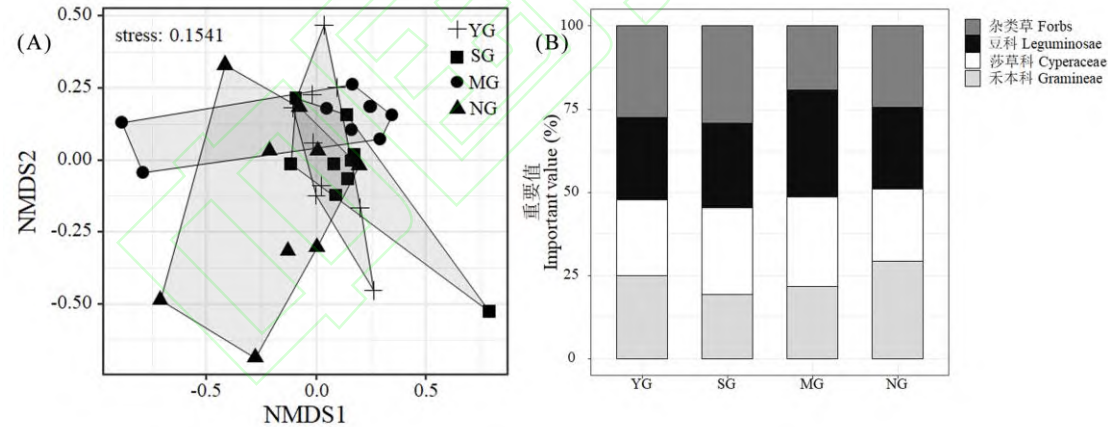 (A)
stress: 0.1541
YG
SG
MG
NG
0.50
0.25
0.00
-0.25
-0.50
NMDS2
-0.5
0.0
0.5
NMDS1
(B)
100
75
50
25
0
重要值
Important value (%)
YG
SG
MG
NG
杂类草 Forbs
豆科 Leguminosae
莎草科 Cyperaceae
禾本科 Gramineae